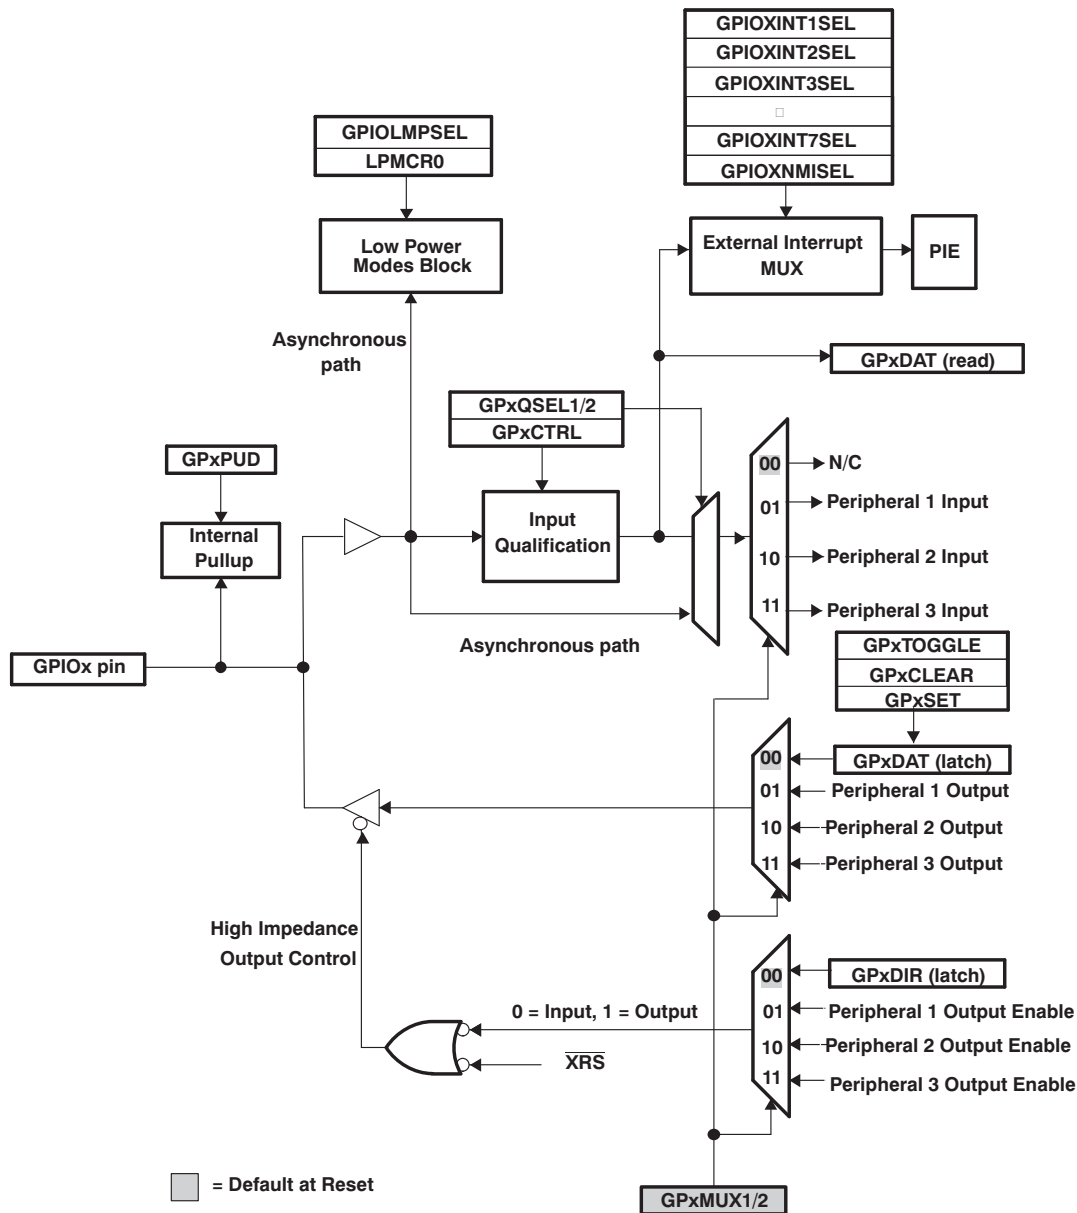 GPIOXINT1SEL
GPIOXINT2SEL
GPIOXINT3SEL
GPIOXINT7SEL
GPIOXNMISEL
GPIOLMPSEL
LPMCR0
Low Power
Modes Block
External Interrupt
MUX
PIE
Asynchronous
path
GPxDAT (read)
GPxQSEL1/2
GPxCTRL
GPxPUD
Internal
Pullup
Input
Qualification
00
N/C
01
Peripheral 1 Input
10
Peripheral 2 Input
11
Peripheral 3 Input
Asynchronous path
GPIOx pin
GPxTOGGLE
GPxCLEAR
GPxSET
00
GPxDAT (latch)
01
Peripheral 1 Output
10
Peripheral 2 Output
11
Peripheral 3 Output
High Impedance
Output Control
00
GPxDIR (latch)
0 = Input, 1 = Output
01
Peripheral 1 Output Enable
10
Peripheral 2 Output Enable
XRS
11
Peripheral 3 Output Enable
= Default at Reset
GPxMUX1/2